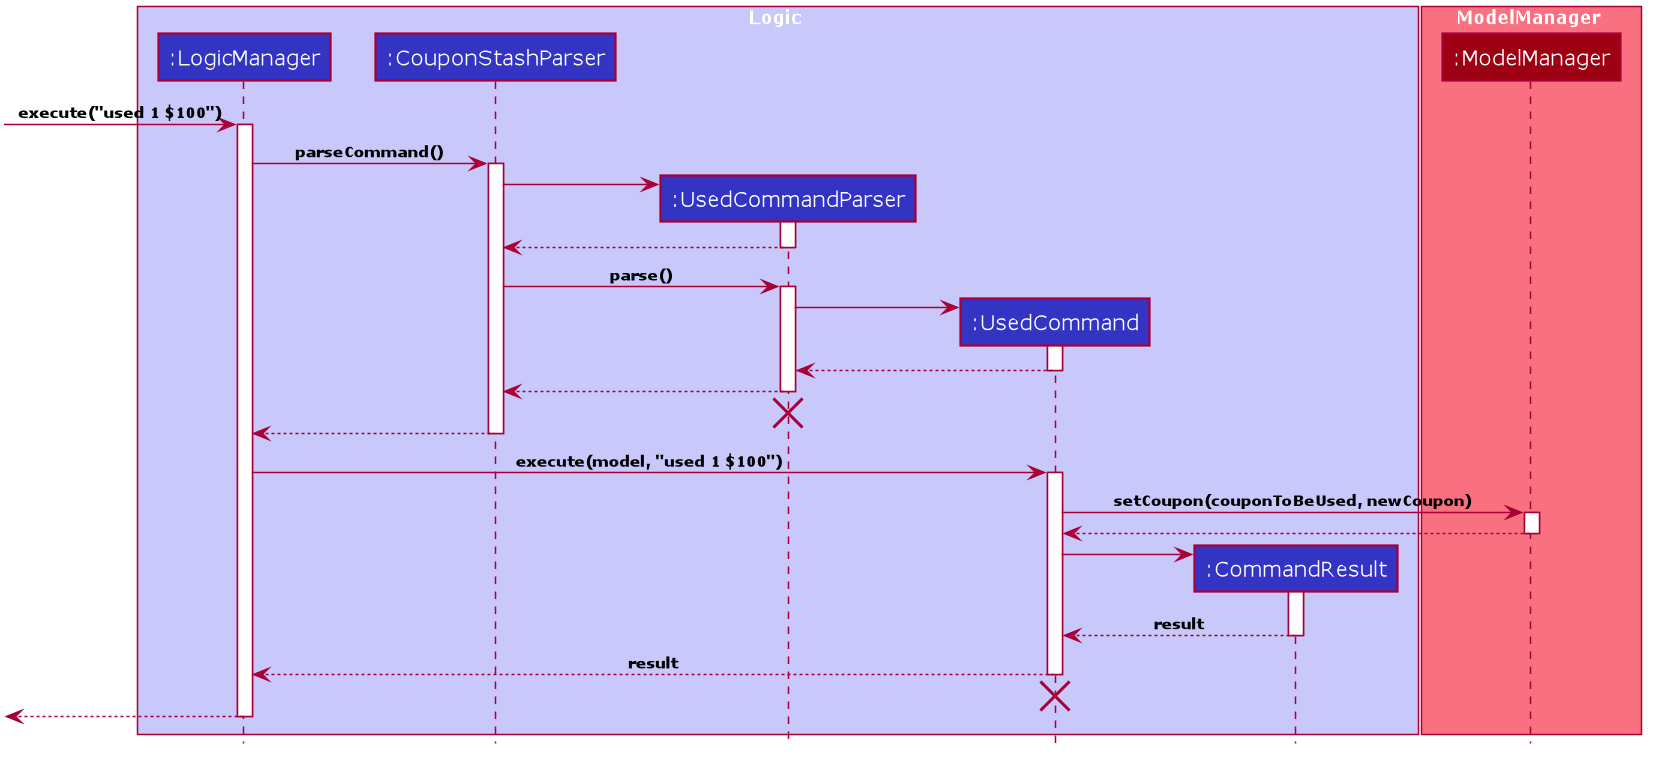 Logic
ModelManager
:LogicManager
:CouponStashParser
:ModelManager
execute("used 1 $100")
parseCommand()
:UsedCommandParser
parse()
:UsedCommand
execute(model, "used 1 $100")
setCoupon(couponToBeUsed, newCoupon)
:CommandResult
result
result